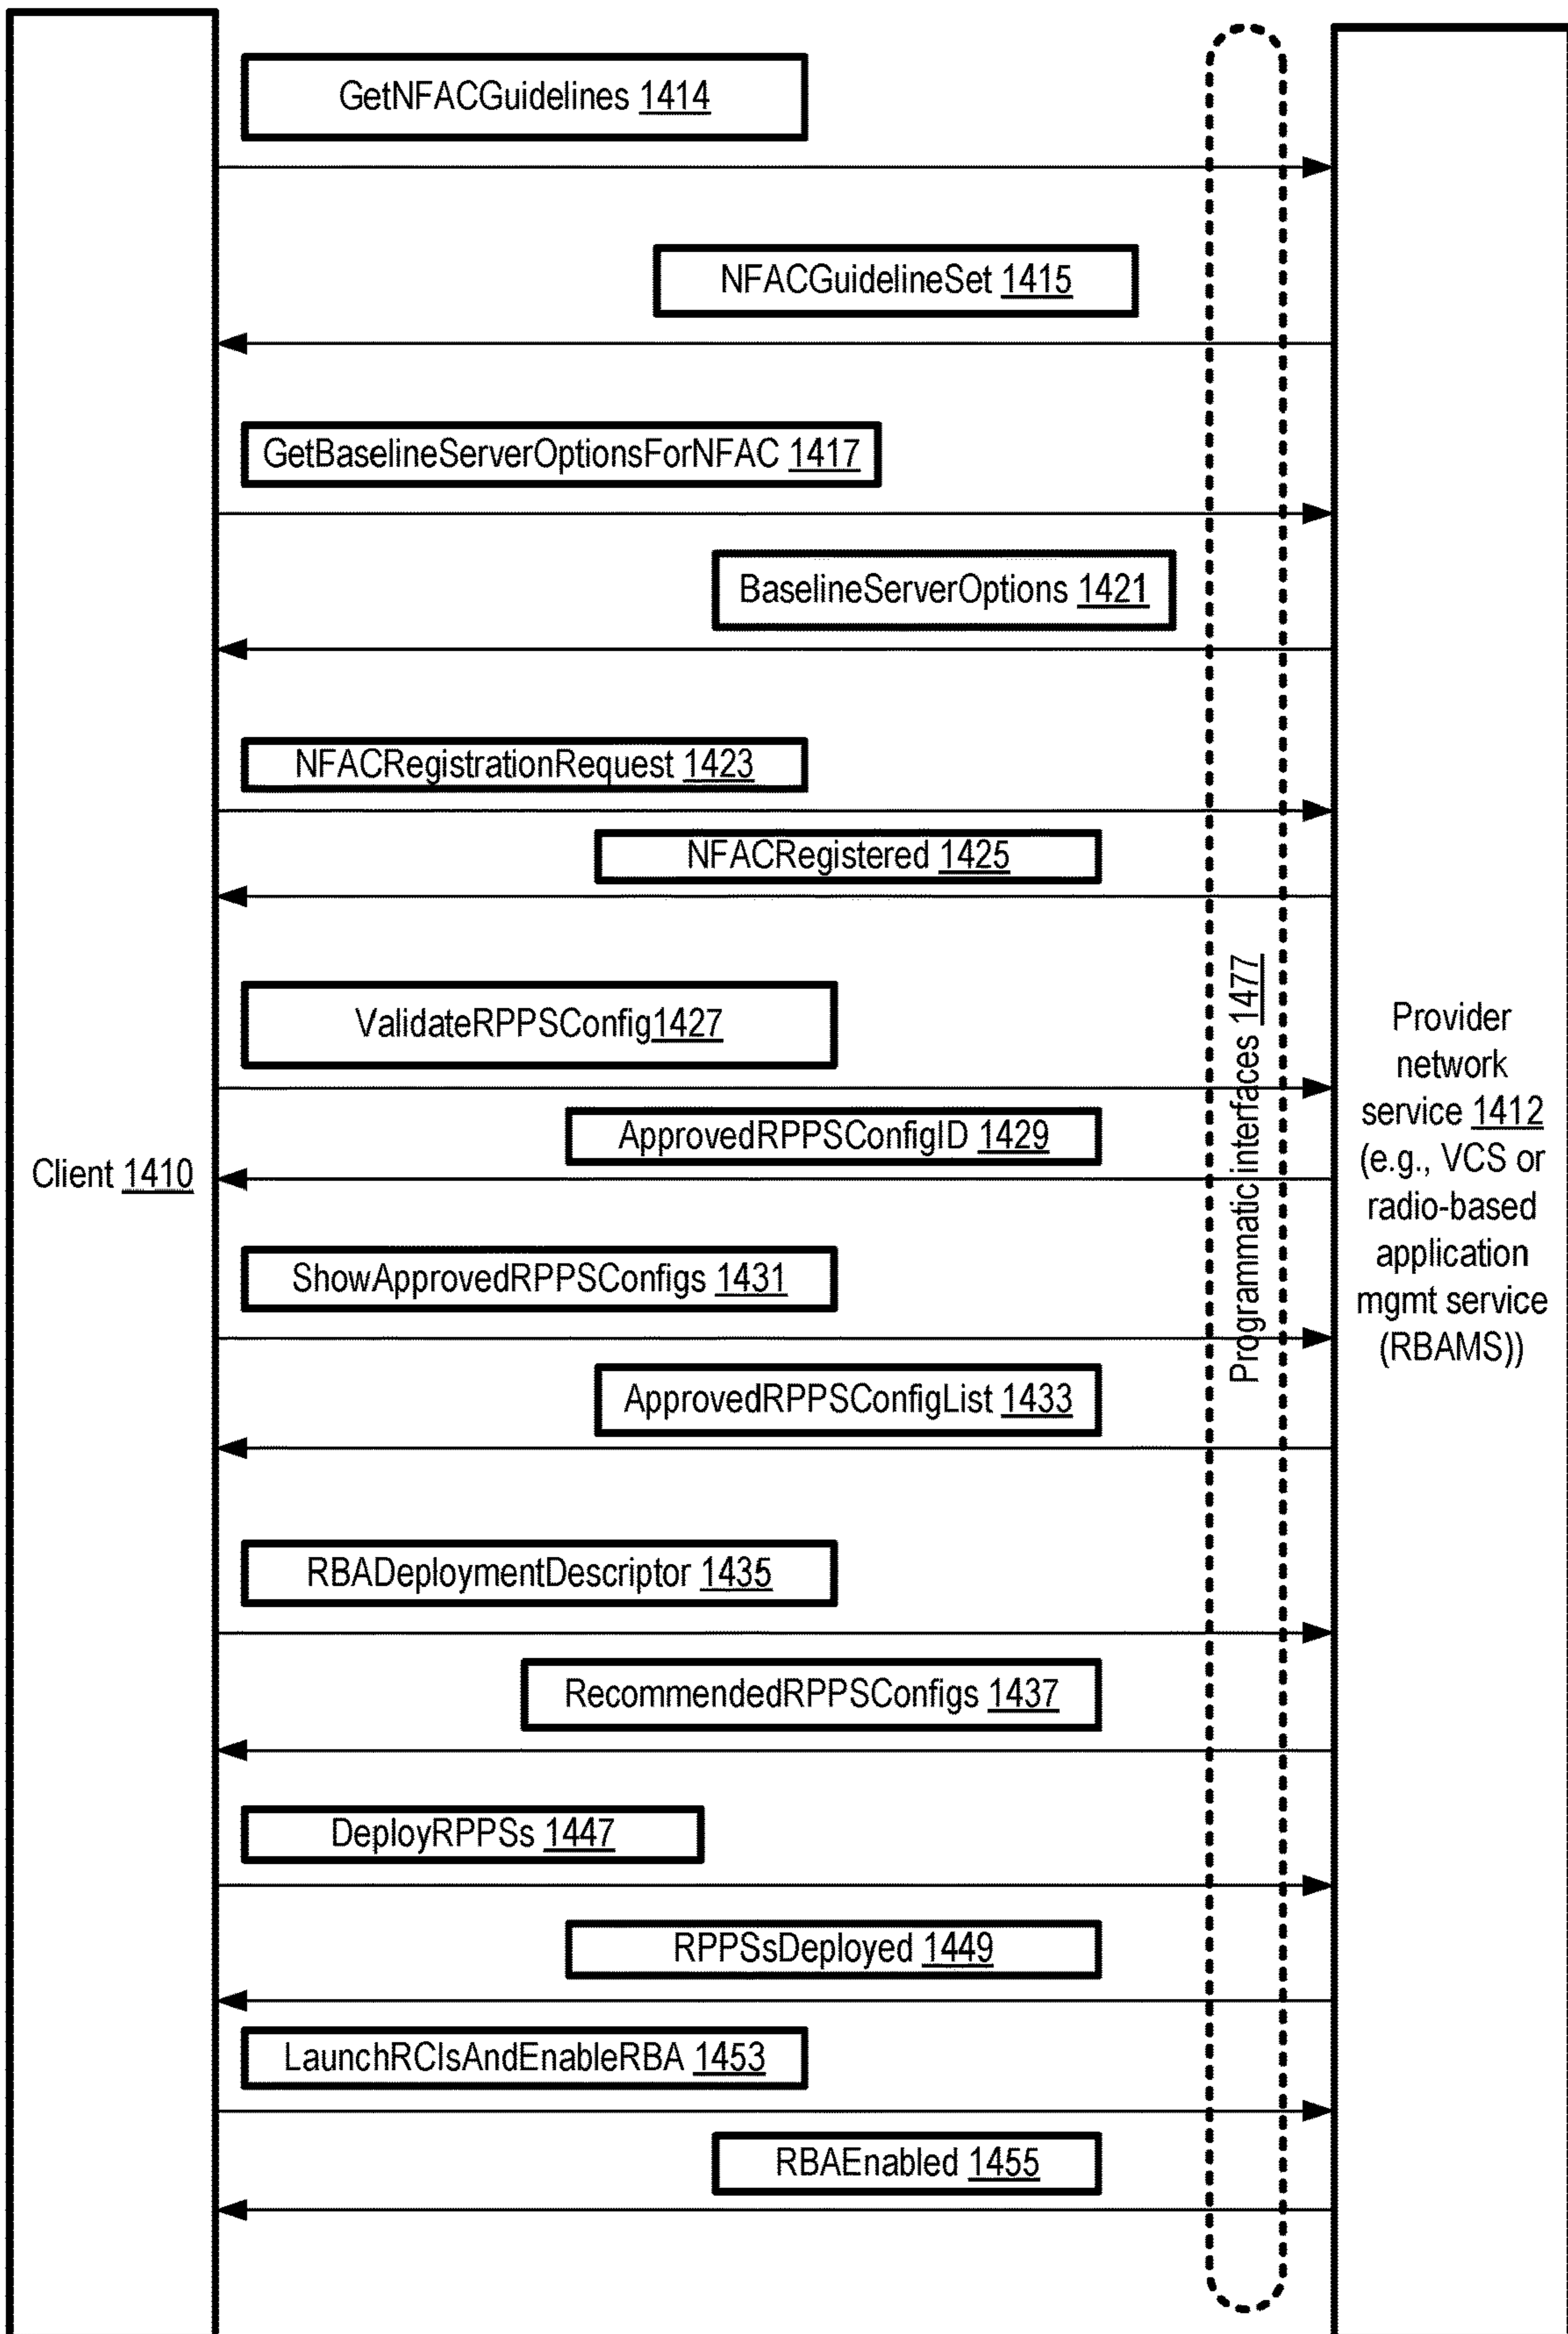 GetNFACGuidelines 1414
NFACGuidelineSet 1415
GetBaselineServerOptionsForNFAC 1417
BaselineServerOptions 1421
NFACRegistrationRequest 1423
NFACRegistered 1425
ValidateRPPSConfig1427
ApprovedRPPSConfigID 1429
Client 1410
ShowApprovedRPPSConfigs 1431
ApprovedRPPSConfigList 1433
RBADeploymentDescriptor 1435
RecommendedRPPSConfigs 1437
DeployRPPSs 1447
RPPSsDeployed 1449
LaunchRCIsAndEnableRBA 1453
RBAEnabled 1455
Programmatic interfaces 1477
Provider
network
service 1412
(e.g., VCS or
radio-based
application
mgmt service
(RBAMS))